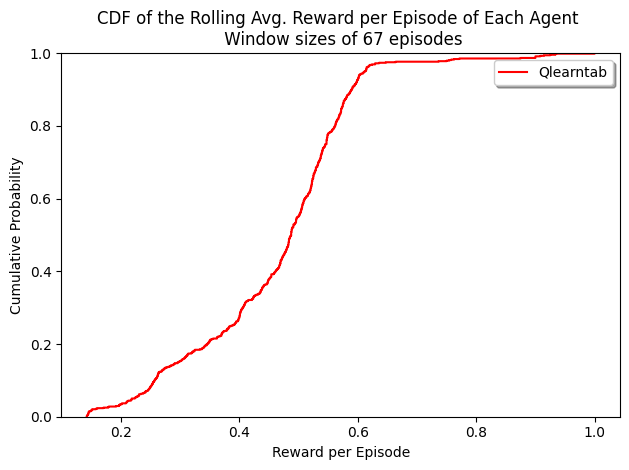 CDF of the Rolling Avg. Reward per Episode of Each Agent
Window sizes of 67 episodes
Qlearntab
Cumulative Probability
1.0
0.8
0.6
0.4
0.2
0.0
0.2 0.4 0.6 0.8 1.0
Reward per Episode